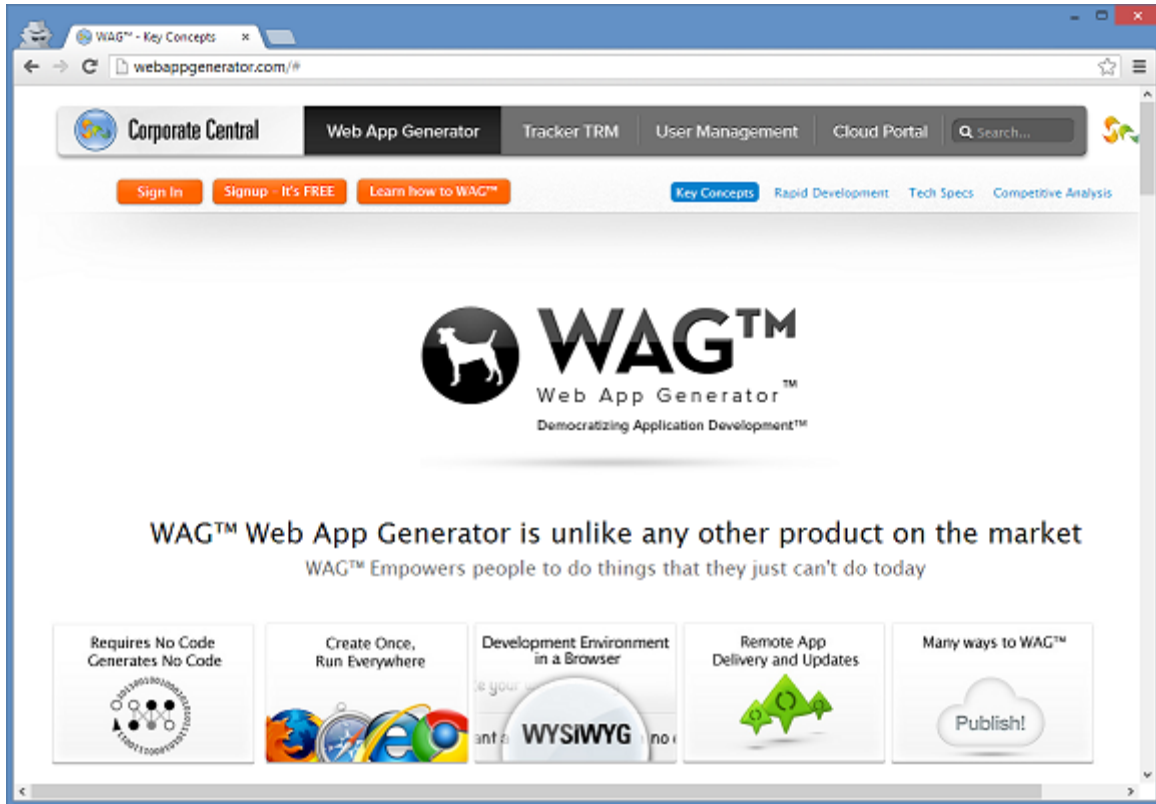 WAG™ - Key Concepts
webappgenerator.com/#
Corporate Central
Web App Generator
Tracker TRM
User Management
Cloud Portal
Search...
Sign In
Signup - It's FREE
Learn how to WAG™
Key Concepts
Rapid Development
Tech Specs
Competitive Analysis
WAG™
Web App Generator™
Democratizing Application Development™
WAG™ Web App Generator is unlike any other product on the market
WAG™ Empowers people to do things that they just can't do today
Requires No Code
Generates No Code
Create Once,
Run Everywhere
Development Environment
in a Browser
WYSIWYG
Remote App
Delivery and Updates
Many ways to WAG™
Publish!